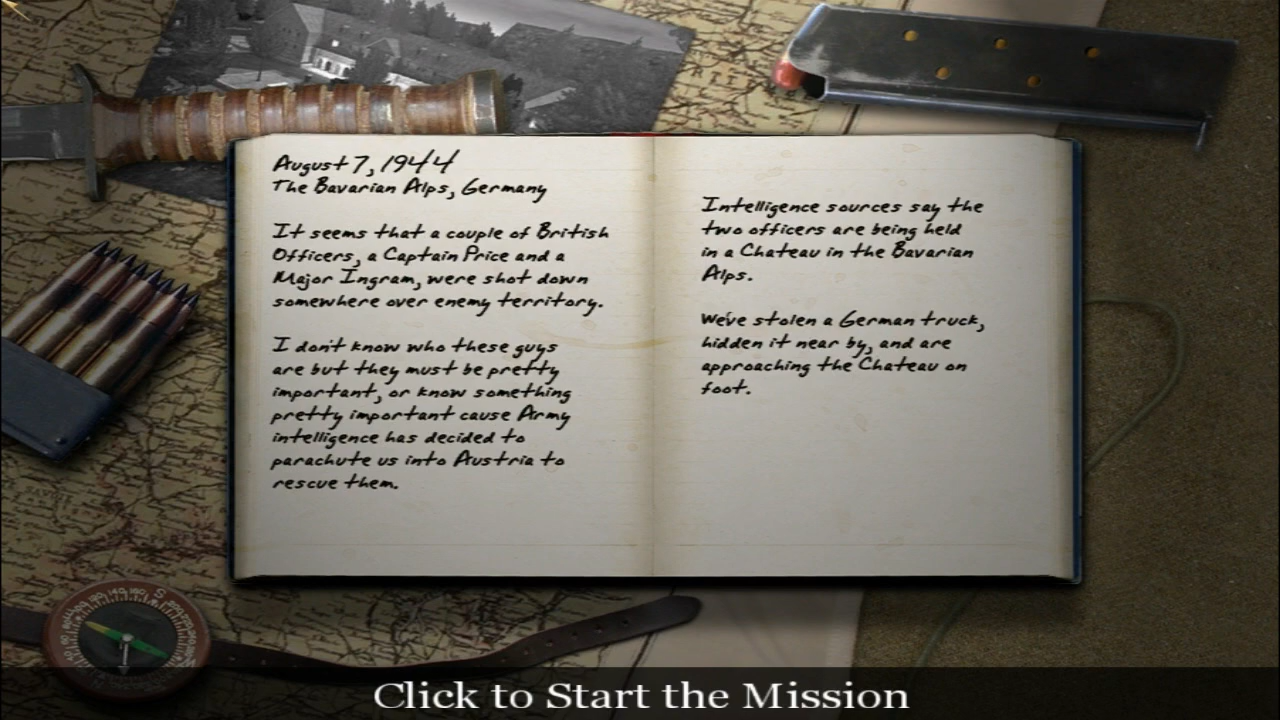 August 7, 1944
The Bavarian Alps, Germany
It seems that a couple of British
Officers, a Captain Price and a
Major Ingram, were shot down
somewhere over enemy territory.
I don't know who these guys
are but they must be pretty
important, or know something
pretty important cause Army
intelligence has decided to
parachute us into Austria to
rescue them.
Intelligence sources say the
two officers are being held
in a Chateau in the Bavarian
Alps.
We've stolen a German truck,
hidden it near by, and are
approaching the Chateau on
foot.
Click to Start the Mission